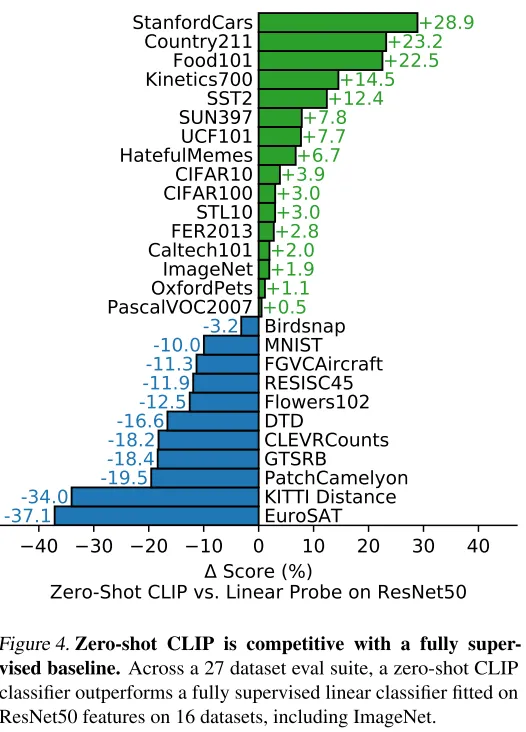 StanfordCars +28.9
Country211 +23.2
Food101 +22.5
Kinetics700 +14.5
SST2 +12.4
SUN397 +7.8
UCF101 +7.7
HatefulMemes +6.7
CIFAR10 +3.9
CIFAR100 +3.0
STL10 +3.0
FER2013 +2.8
Caltech101 +2.0
ImageNet +1.9
OxfordPets +1.1
PascalVOC2007 +0.5
-3.2 Birdsnap
-10.0 MNIST
-11.3 FGVCAircraft
-11.9 RESISC45
-12.5 Flowers102
-16.6 DTD
-18.2 CLEVRCounts
-18.4 GTSRB
-19.5 PatchCamelyon
-34.0 KITTI Distance
-37.1 EuroSAT
−40 −30 −20 −10 0 10 20 30 40
Δ Score (%)
Zero-Shot CLIP vs. Linear Probe on ResNet50
Figure 4. Zero-shot CLIP is competitive with a fully super-
vised baseline. Across a 27 dataset eval suite, a zero-shot CLIP
classifier outperforms a fully supervised linear classifier fitted on
ResNet50 features on 16 datasets, including ImageNet.